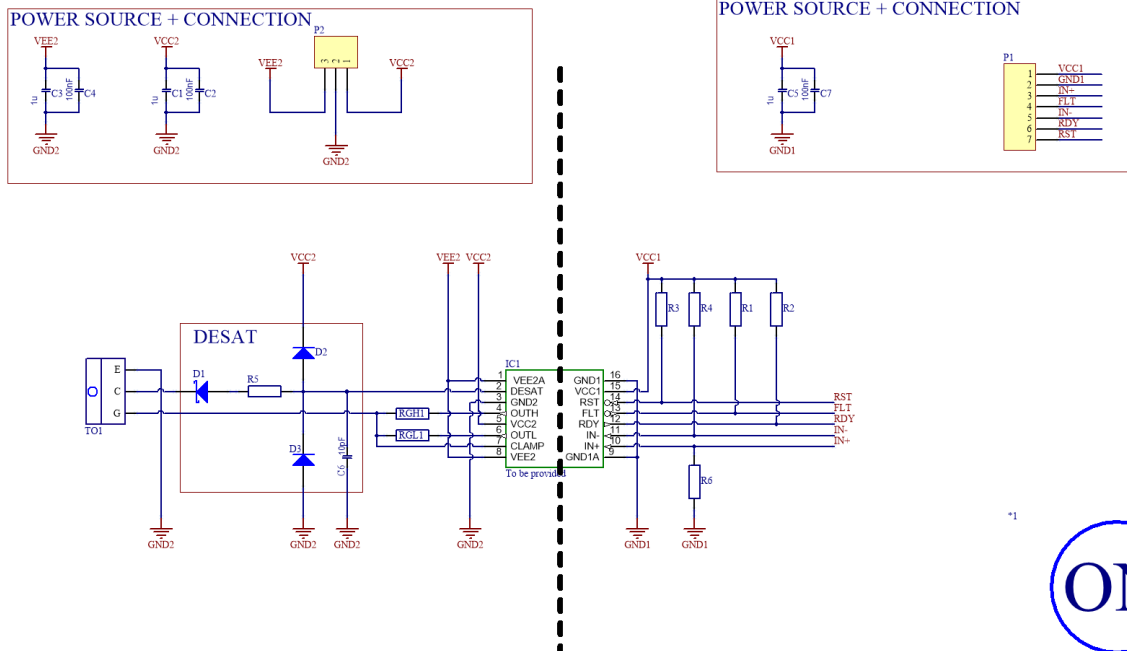 POWER SOURCE + CONNECTION
P2
VEE2
VCC2
3 2 1
VEE2
VCC2
1u
C3
100nF
C4
1u
C1
100nF
C2
GND2
GND2
GND2
POWER SOURCE + CONNECTION
VCC1
1u
C5
100nF
C7
GND1
P1
1 VCC1
2 GND1
3 IN+
4 FLT
5 IN-
6 RDY
7 RST
VCC2
VEE2 VCC2
VCC1
DESAT
D2
D1
R5
D3
C6
10pF
E
C
G
TO1
RGH1
RGL1
IC1
1 VEE2A GND1 16
2 DESAT VCC1 15
3 GND2 RST 14
4 OUTH FLT 13
5 VCC2 RDY 12
6 OUTL IN- 11
7 CLAMP IN+ 10
8 VEE2 GND1A 9
To be provided
R3
R4
R1
R2
RST
FLT
RDY
IN-
IN+
R6
GND2
GND2
GND2
GND2
GND1
GND1
*1